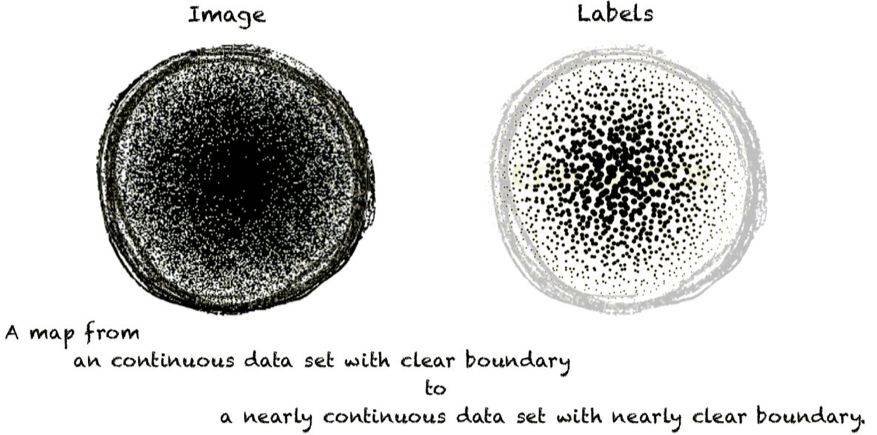 Image
Labels
A map from
an continuous data set with clear boundary
to
a nearly continuous data set with nearly clear boundary.